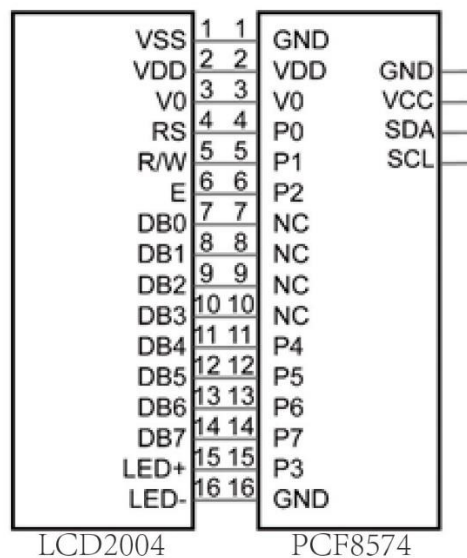 VSS 1 1 GND
VDD 2 2 VDD GND
V0 3 3 V0 VCC
RS 4 4 P0 SDA
R/W 5 5 P1 SCL
E 6 6 P2
DB0 7 7 NC
DB1 8 8 NC
DB2 9 9 NC
DB3 10 10 NC
DB4 11 11 P4
DB5 12 12 P5
DB6 13 13 P6
DB7 14 14 P7
LED+ 15 15 P3
LED- 16 16 GND
LCD2004 PCF8574